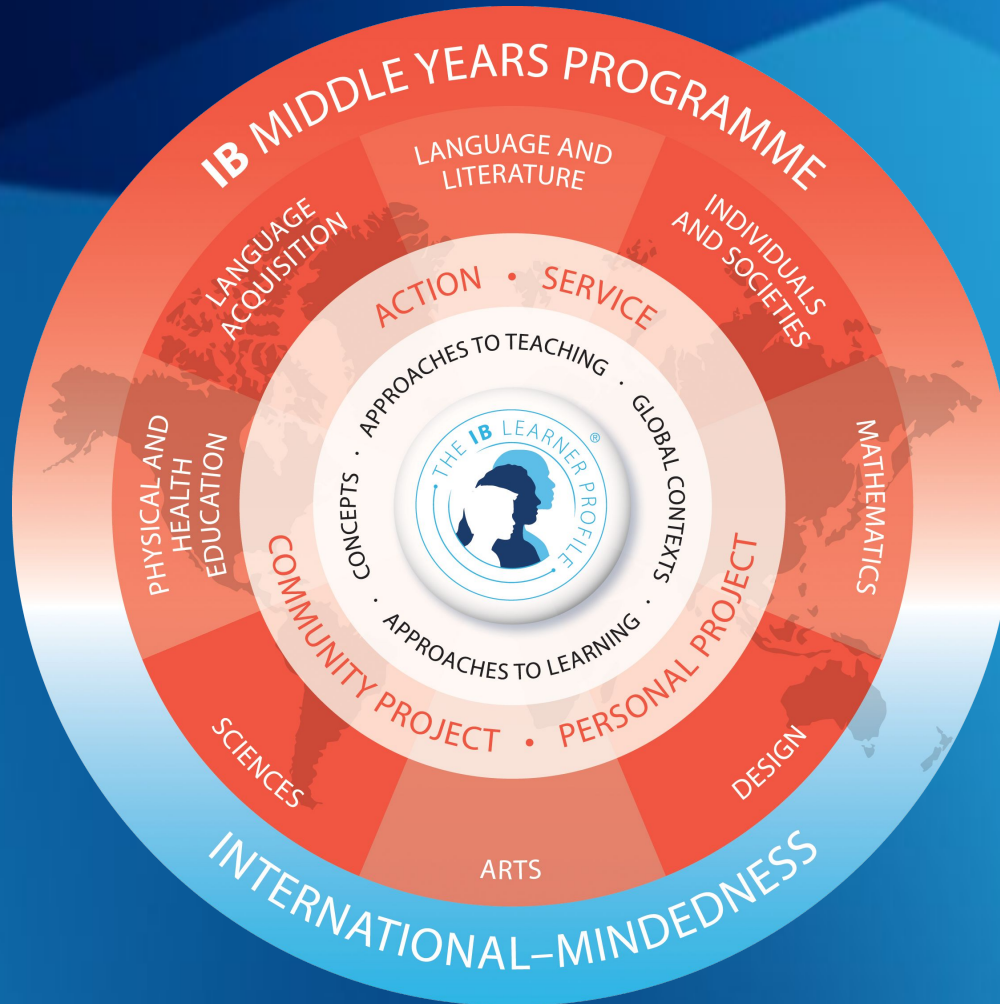 IB MIDDLE YEARS PROGRAMME
LANGUAGE AND
LITERATURE
INDIVIDUALS
AND SOCIETIES
MATHEMATICS
DESIGN
ARTS
SCIENCES
PHYSICAL AND
HEALTH
EDUCATION
LANGUAGE
ACQUISITION
ACTION • SERVICE
PERSONAL PROJECT
•
COMMUNITY PROJECT
APPROACHES TO TEACHING ·
GLOBAL CONTEXTS ·
APPROACHES TO LEARNING ·
CONCEPTS ·
THE IB LEARNER PROFILE ®
INTERNATIONAL–MINDEDNESS